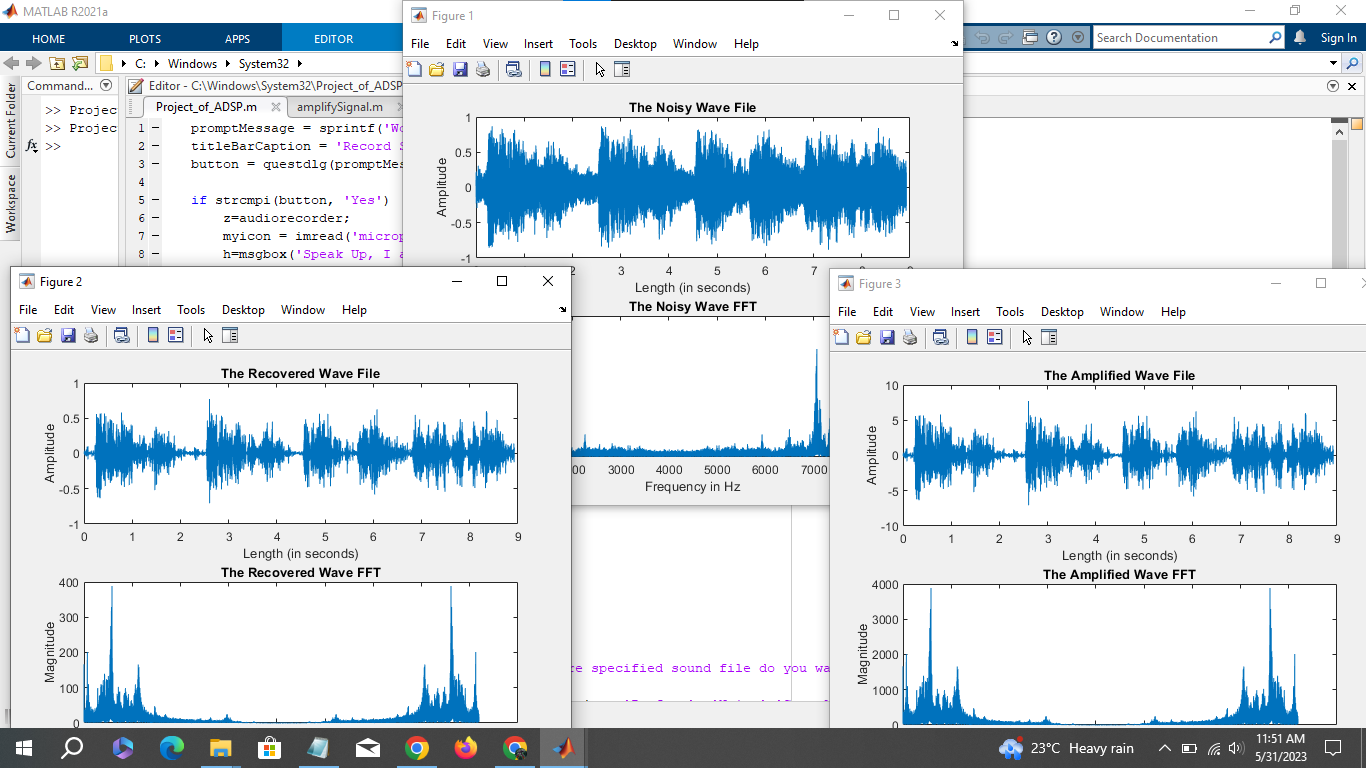 MATLAB R2021a
HOME PLOTS APPS EDITOR
Search Documentation
Sign In
C: Windows System32
Command...
Editor - C:\Windows\System32\Project_of_ADSP
Project_of_ADSP.m amplifySignal.m
Current Folder
Workspace
>> Projec
>> Projec
fx >>
1 promptMessage = sprintf('Wo
2 titleBarCaption = 'Record S
3 button = questdlg(promptMes
4
5 if strcmpi(button, 'Yes')
6 z=audiorecorder;
7 myicon = imread('microp
8 h=msgbox('Speak Up, I a
Figure 1
File Edit View Insert Tools Desktop Window Help
The Noisy Wave File
Amplitude
1
0.5
0
-0.5
-1
2 3 4 5 6 7 8 9
Length (in seconds)
The Noisy Wave FFT
000 3000 4000 5000 6000 7000
Frequency in Hz
Figure 2
File Edit View Insert Tools Desktop Window Help
The Recovered Wave File
Amplitude
1
0.5
0
-0.5
-1
0 1 2 3 4 5 6 7 8 9
Length (in seconds)
The Recovered Wave FFT
Magnitude
400
300
200
100
0
Figure 3
File Edit View Insert Tools Desktop Window Help
The Amplified Wave File
Amplitude
10
5
0
-5
-10
0 1 2 3 4 5 6 7 8 9
Length (in seconds)
The Amplified Wave FFT
Magnitude
4000
3000
2000
1000
0
re specified sound file do you wa
23°C Heavy rain
11:51 AM
5/31/2023